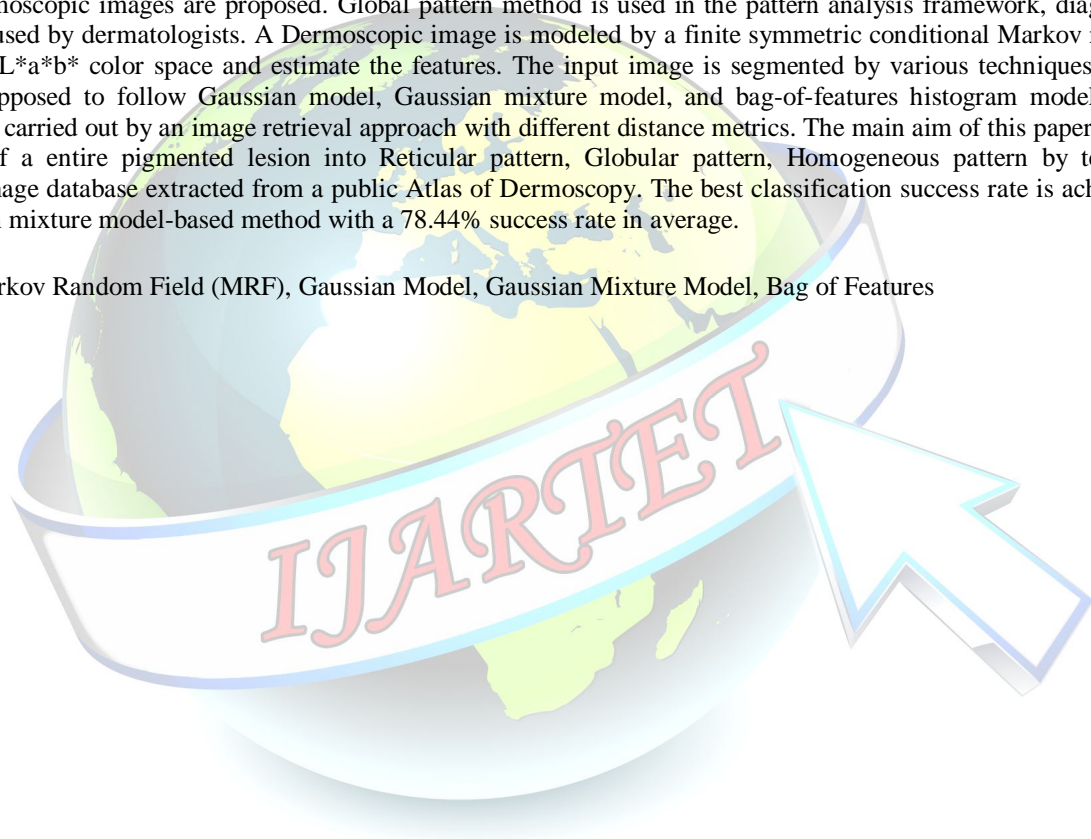 moscopic images are proposed. Global pattern method is used in the pattern analysis framework, diag
used by dermatologists. A Dermoscopic image is modeled by a finite symmetric conditional Markov
L*a*b* color space and estimate the features. The input image is segmented by various techniques
pposed to follow Gaussian model, Gaussian mixture model, and bag-of-features histogram model
carried out by an image retrieval approach with different distance metrics. The main aim of this paper
f a entire pigmented lesion into Reticular pattern, Globular pattern, Homogeneous pattern by te
nage database extracted from a public Atlas of Dermoscopy. The best classification success rate is ach
n mixture model-based method with a 78.44% success rate in average.
rkov Random Field (MRF), Gaussian Model, Gaussian Mixture Model, Bag of Features
IJARTET